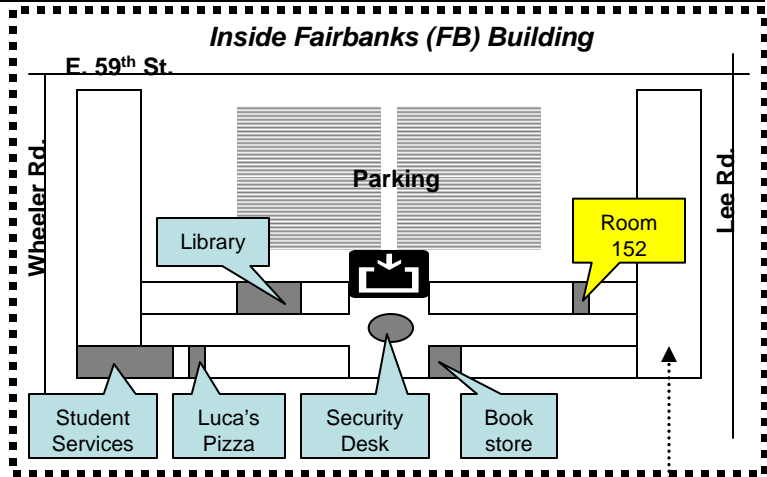 Inside Fairbanks (FB) Building
E. 59th St.
Wheeler Rd.
Lee Rd.
Parking
Library
Room
152
Student
Services
Luca's
Pizza
Security
Desk
Book
store